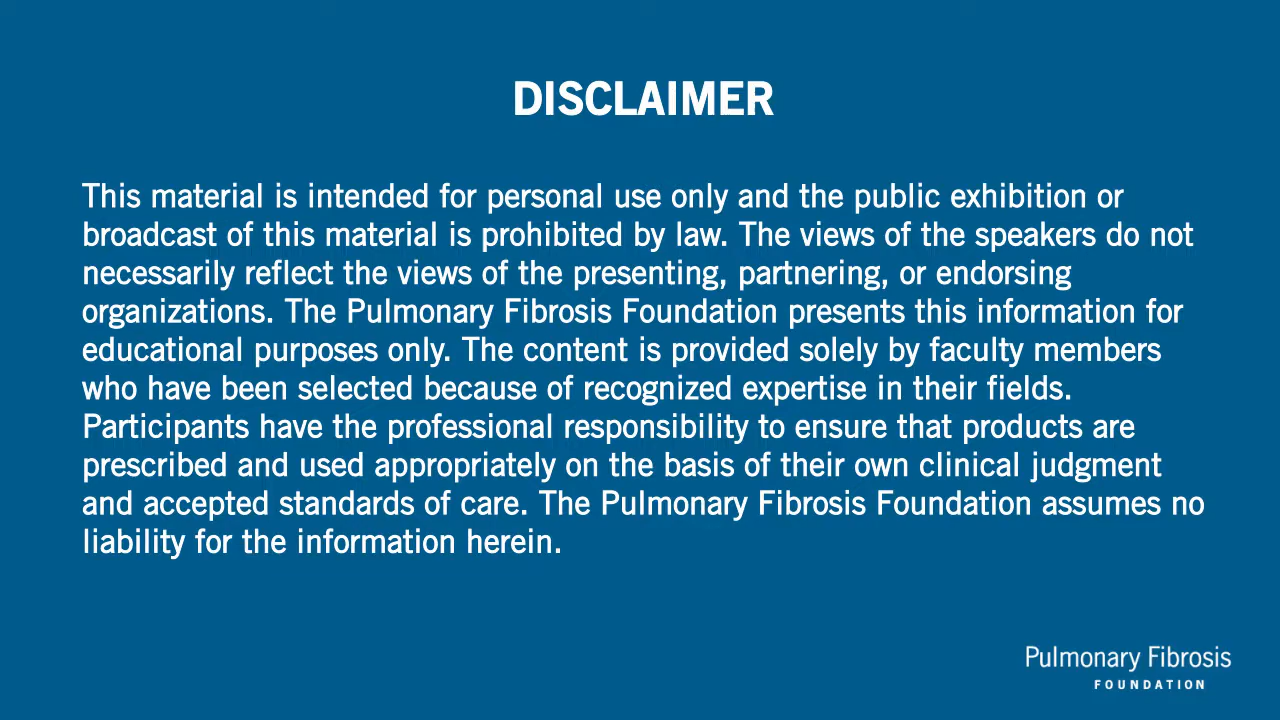 DISCLAIMER
This material is intended for personal use only and the public exhibition or
broadcast of this material is prohibited by law. The views of the speakers do not
necessarily reflect the views of the presenting, partnering, or endorsing
organizations. The Pulmonary Fibrosis Foundation presents this information for
educational purposes only. The content is provided solely by faculty members
who have been selected because of recognized expertise in their fields.
Participants have the professional responsibility to ensure that products are
prescribed and used appropriately on the basis of their own clinical judgment
and accepted standards of care. The Pulmonary Fibrosis Foundation assumes no
liability for the information herein.
Pulmonary Fibrosis
FOUNDATION